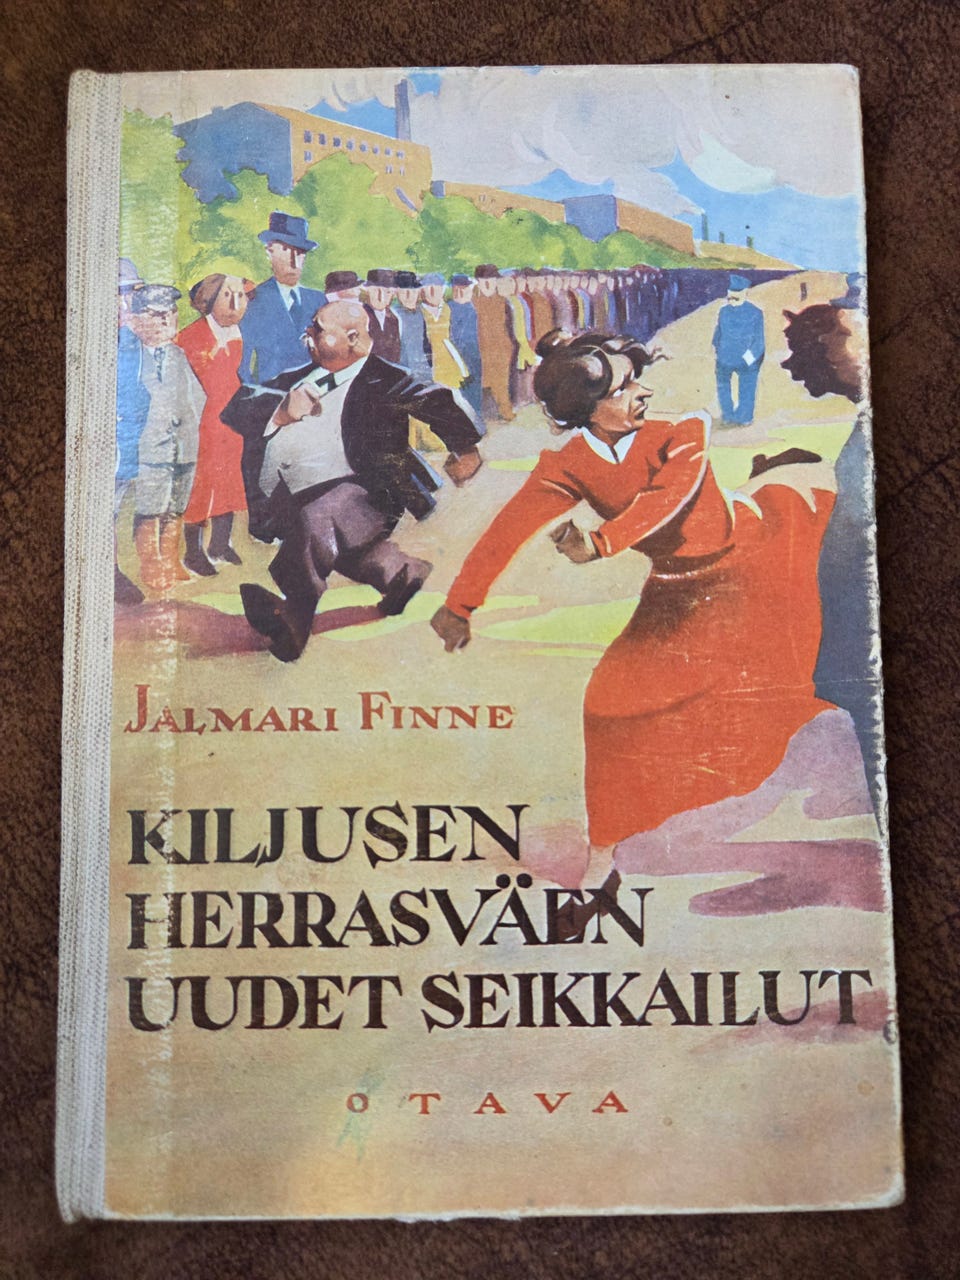 JALMARI FINNE
KILJUSEN
HERRASVÄEN
UUDET SEIKKAILUT
OTAVA